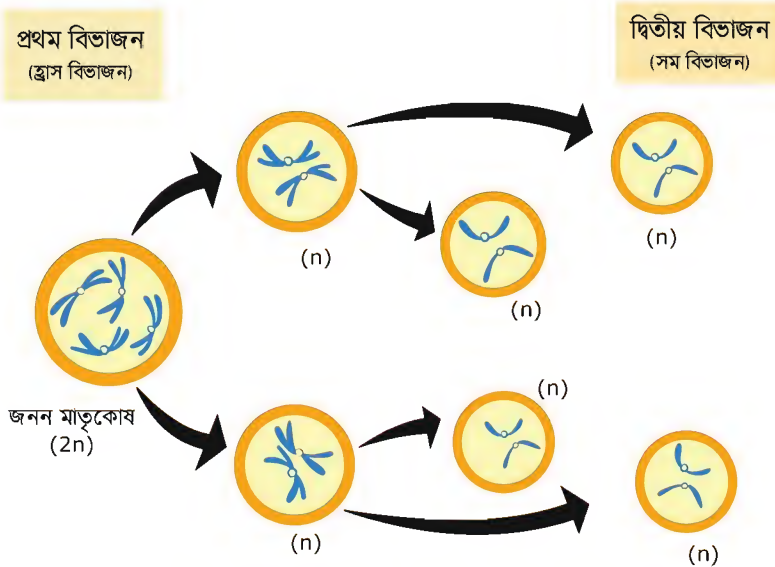 প্রথম বিভাজন
(হ্রাস বিভাজন)
দ্বিতীয় বিভাজন
(সম বিভাজন)
(n)
(n)
(n)
জনন মাতৃকোষ
(2n)
(n)
(n)
(n)